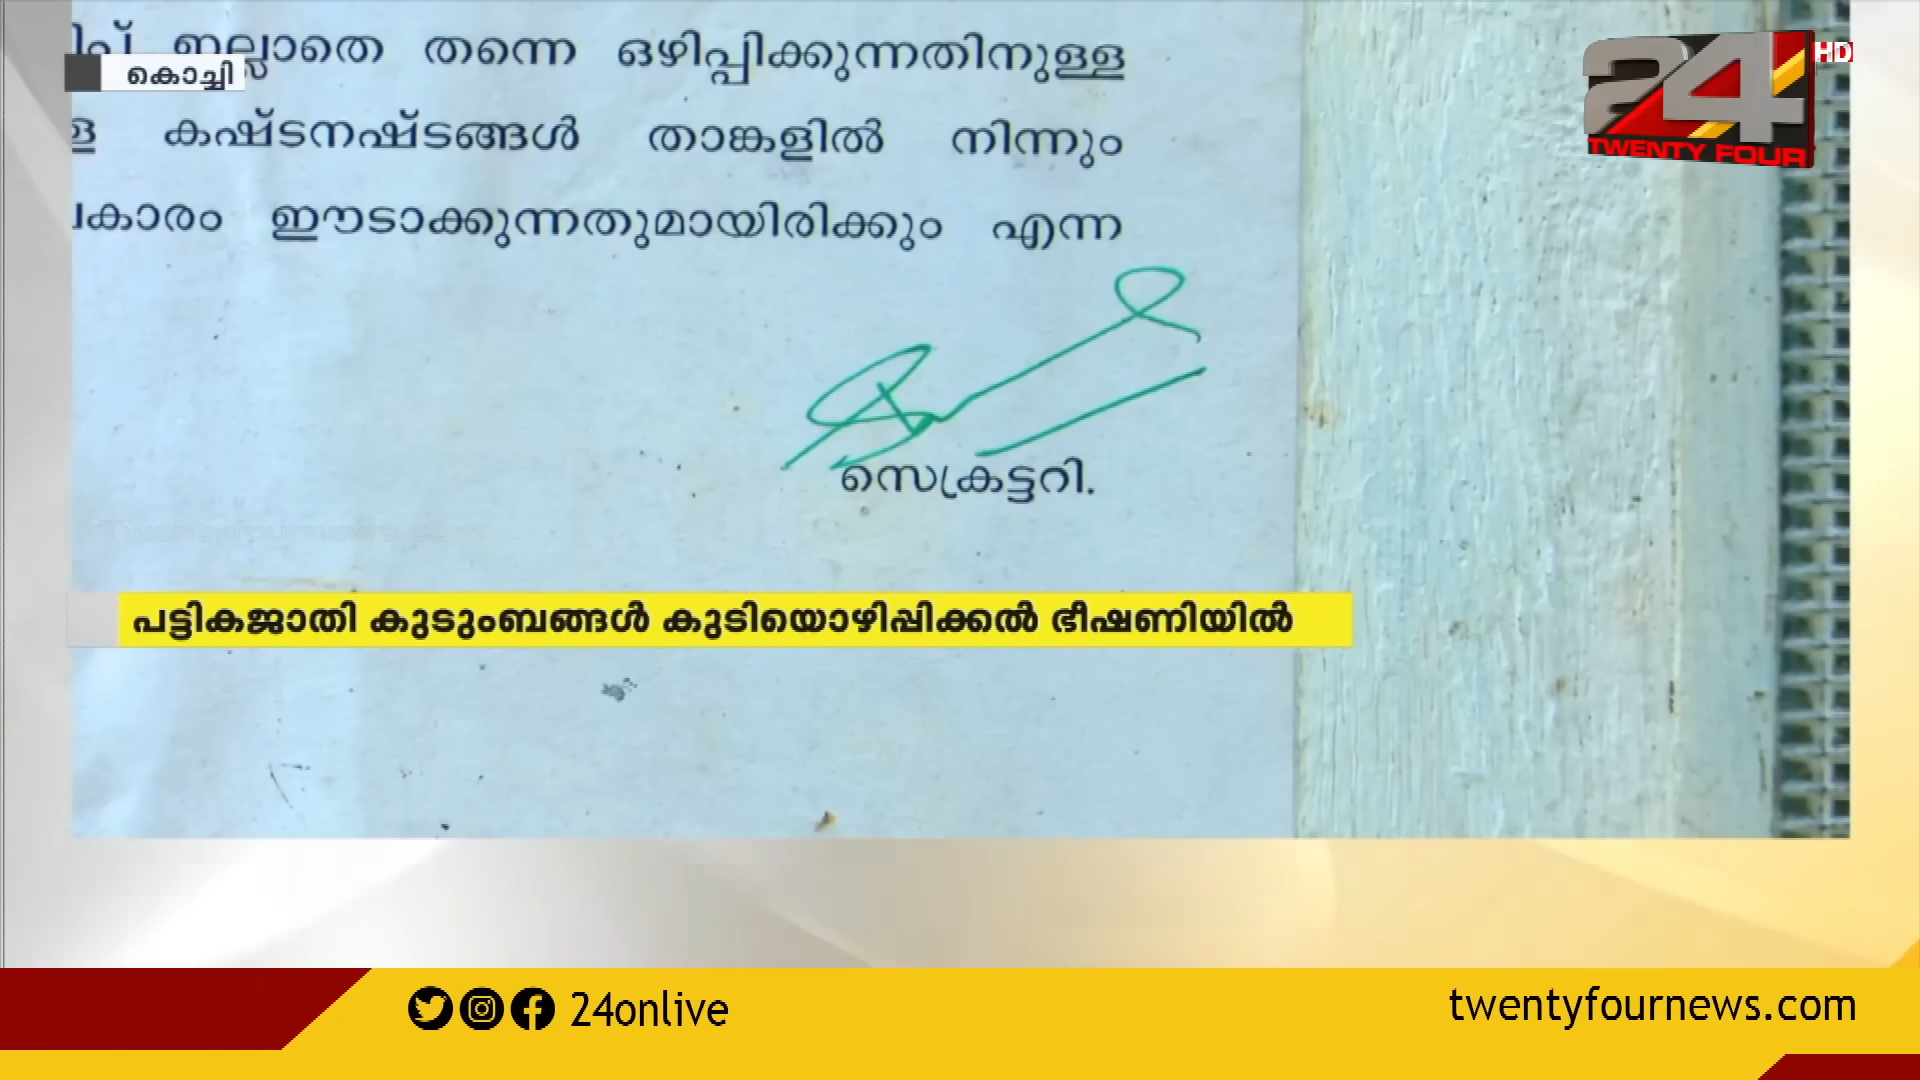 ഇല്ലാതെ തന്നെ ഒഴിപ്പിക്കുന്നതിനുള്ള
കൊച്ചി
കഷ്ടനഷ്ടങ്ങൾ താങ്കളിൽ നിന്നും
ഈടാക്കുന്നതുമായിരിക്കും എന്ന
സെക്രട്ടറി.
24
HD
TWENTY FOUR
പട്ടികജാതി കുടുംബങ്ങൾ കുടിയൊഴിപ്പിക്കൽ ഭീഷണിയിൽ
24onlive
twentyfournews.com